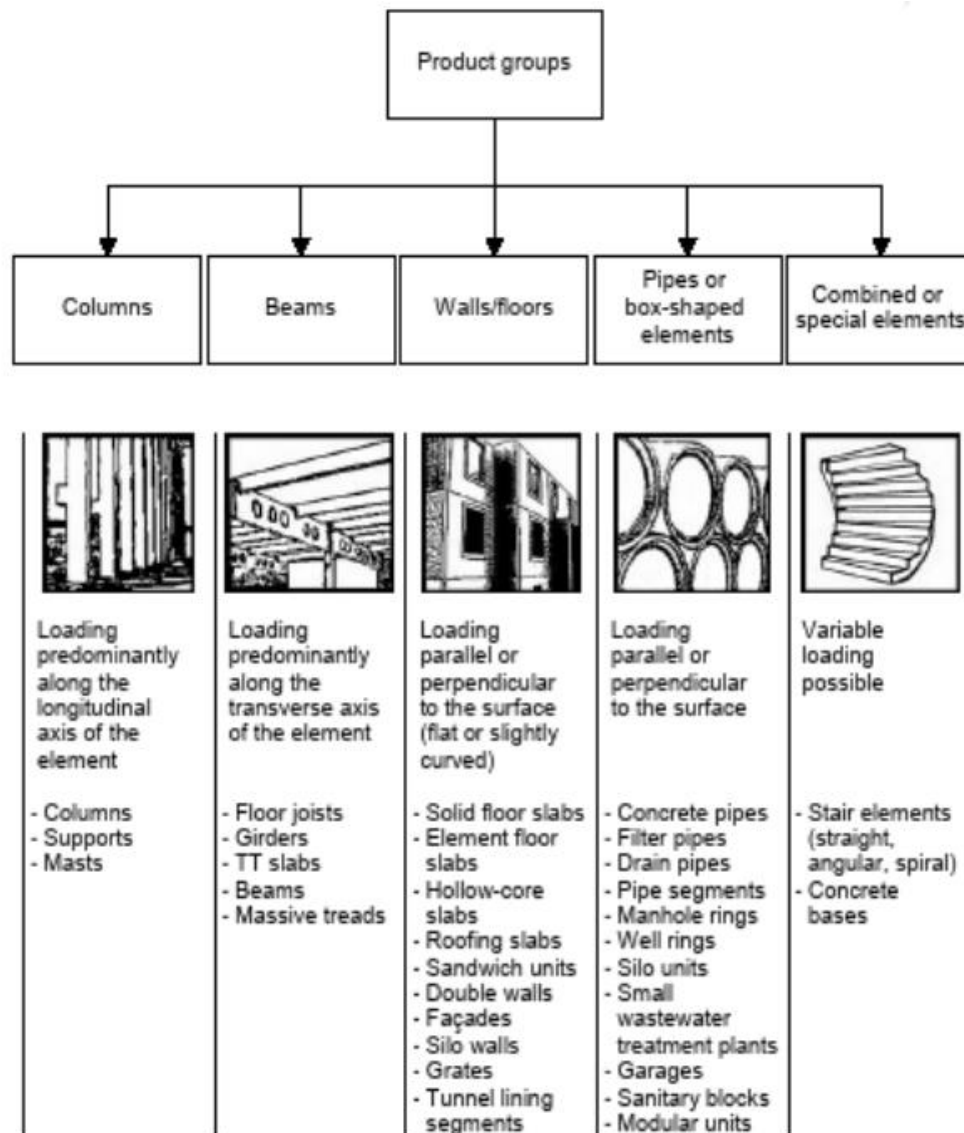 Product groups
Columns
Beams
Walls/floors
Pipes or
box-shaped
elements
Combined or
special elements
Loading
predominantly
along the
longitudinal
axis of the
element
- Columns
- Supports
- Masts
Loading
predominantly
along the
transverse axis
of the element
- Floor joists
- Girders
- TT slabs
- Beams
- Massive treads
Loading
parallel or
perpendicular
to the surface
(flat or slightly
curved)
- Solid floor slabs
- Element floor
slabs
- Hollow-core
slabs
- Roofing slabs
- Sandwich units
- Double walls
- Façades
- Silo walls
- Grates
- Tunnel lining
segments
Loading
parallel or
perpendicular
to the surface
- Concrete pipes
- Filter pipes
- Drain pipes
- Pipe segments
- Manhole rings
- Well rings
- Silo units
- Small
wastewater
treatment plants
- Garages
- Sanitary blocks
- Modular units
Variable
loading
possible
- Stair elements
(straight,
angular, spiral)
- Concrete
bases